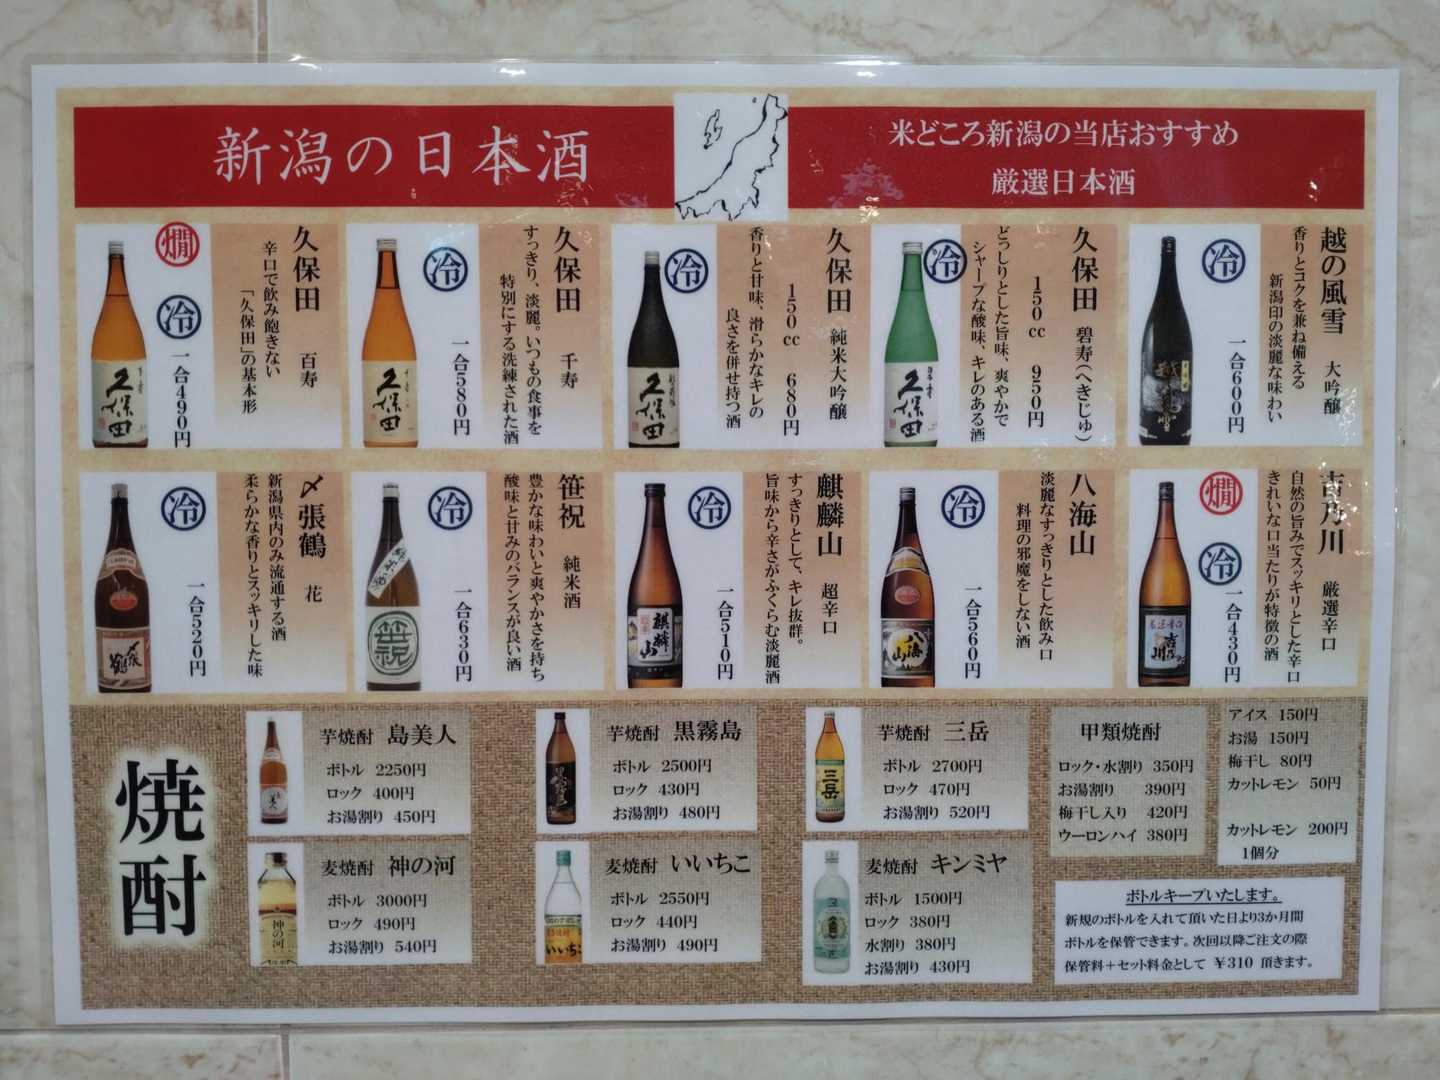 新潟の日本酒
米どころ新潟の当店おすすめ
厳選日本酒
越の風雪 大吟醸
香りとコクを兼ね備える
新潟印の淡麗な味わい
冷
一合600円
久保田 碧寿(へきじゅ)
どっしりとした旨味、爽やかで
シャープな酸味、キレのある酒
150cc 950円
冷
久保田 純米大吟醸
香りと甘味、滑らかなキレの
良さを併せ持つ酒
150cc 680円
冷
久保田 千寿
すっきり、淡麗。いつもの食事を
特別にする洗練された酒
冷
一合580円
久保田 百寿
辛口で飲み飽きない
「久保田」の基本形
燗
冷
一合490円
吉乃川 厳選辛口
自然の旨みでスッキリとした辛口
きれいな口当たりが特徴の酒
燗
冷
一合430円
八海山
淡麗なすっきりとした飲み口
料理の邪魔をしない酒
冷
一合560円
麒麟山 超辛口
すっきりとして、キレ抜群。
旨味から辛さがふくらむ淡麗酒
冷
一合510円
笹祝 純米酒
豊かな味わいと爽やかさを持ち
酸味と甘みのバランスが良い酒
冷
一合630円
〆張鶴 花
新潟県内のみ流通する酒
柔らかな香りとスッキリした味
冷
一合520円
焼酎
芋焼酎 島美人
ボトル 2250円
ロック 400円
お湯割り 450円
芋焼酎 黒霧島
ボトル 2500円
ロック 430円
お湯割り 480円
芋焼酎 三岳
ボトル 2700円
ロック 470円
お湯割り 520円
甲類焼酎
ロック・水割り 350円
お湯割り 390円
梅干し入り 420円
ウーロンハイ 380円
アイス 150円
お湯 150円
梅干し 80円
カットレモン 50円
カットレモン 200円
1個分
麦焼酎 神の河
ボトル 3000円
ロック 490円
お湯割り 540円
麦焼酎 いいちこ
ボトル 2550円
ロック 440円
お湯割り 490円
麦焼酎 キンミヤ
ボトル 1500円
ロック 380円
水割り 380円
お湯割り 430円
ボトルキープいたします。
新規のボトルを入れて頂いた日より3か月間
ボトルを保管できます。次回以降ご注文の際
保管料+セット料金として ¥310 頂きます。
久保田
久保田
久保田
久保田
笹祝
麒麟山
八海山
吉乃川
三岳
神の河
いいちこ